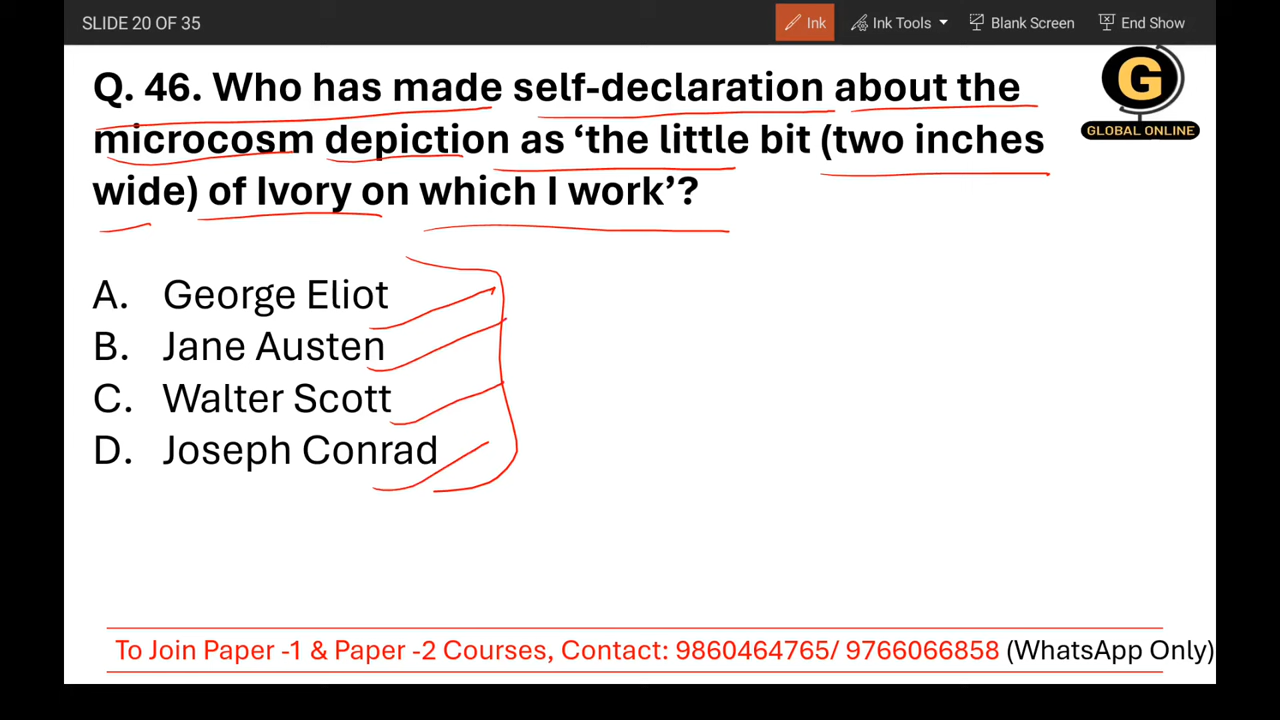 SLIDE 20 OF 35
Ink
Ink Tools
Blank Screen
End Show
Q. 46. Who has made self-declaration about the
microcosm depiction as ‘the little bit (two inches
wide) of Ivory on which I work’?
G
GLOBAL ONLINE
A. George Eliot
B. Jane Austen
C. Walter Scott
D. Joseph Conrad
To Join Paper -1 & Paper -2 Courses, Contact: 9860464765/ 9766066858 (WhatsApp Only)